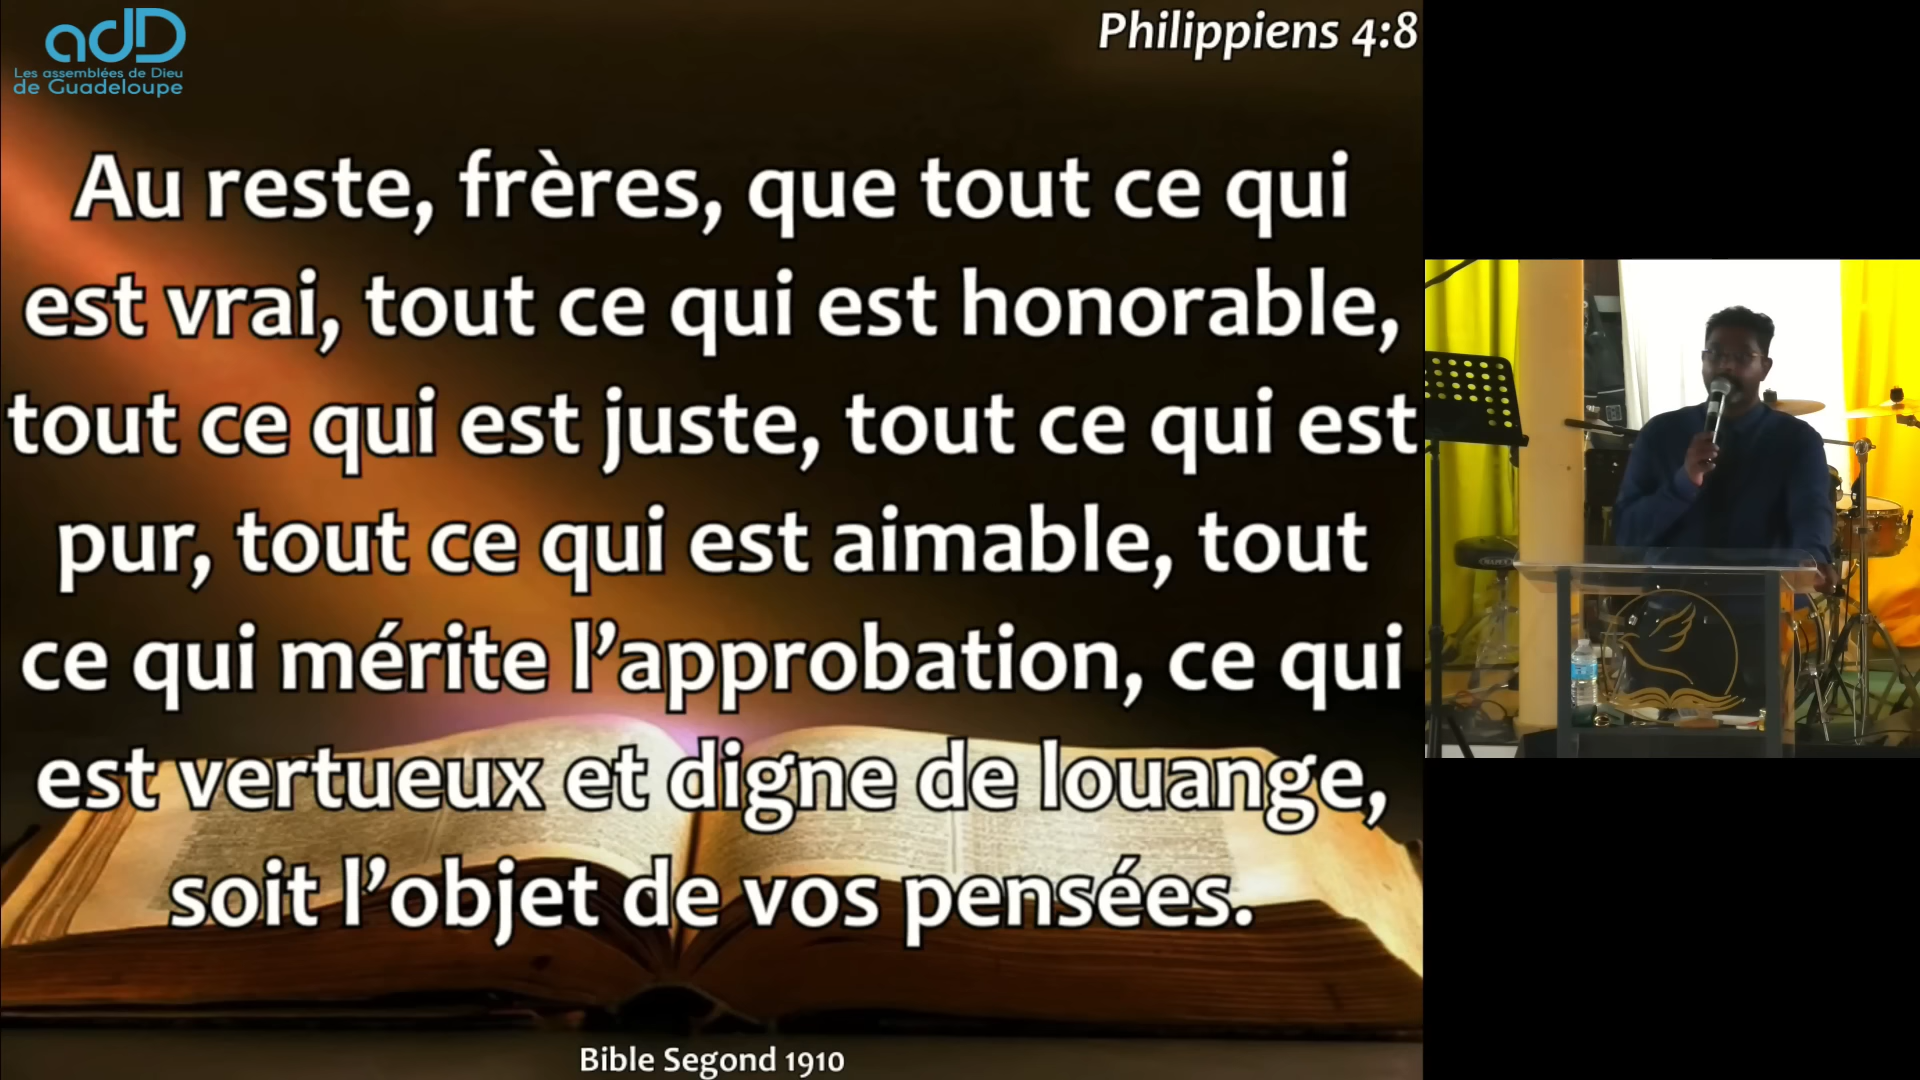 adD
Les assemblées de Dieu
de Guadeloupe
Philippiens 4:8
Au reste, frères, que tout ce qui
est vrai, tout ce qui est honorable,
tout ce qui est juste, tout ce qui est
pur, tout ce qui est aimable, tout
ce qui mérite l’approbation, ce qui
est vertueux et digne de louange,
soit l’objet de vos pensées.
Bible Segond 1910